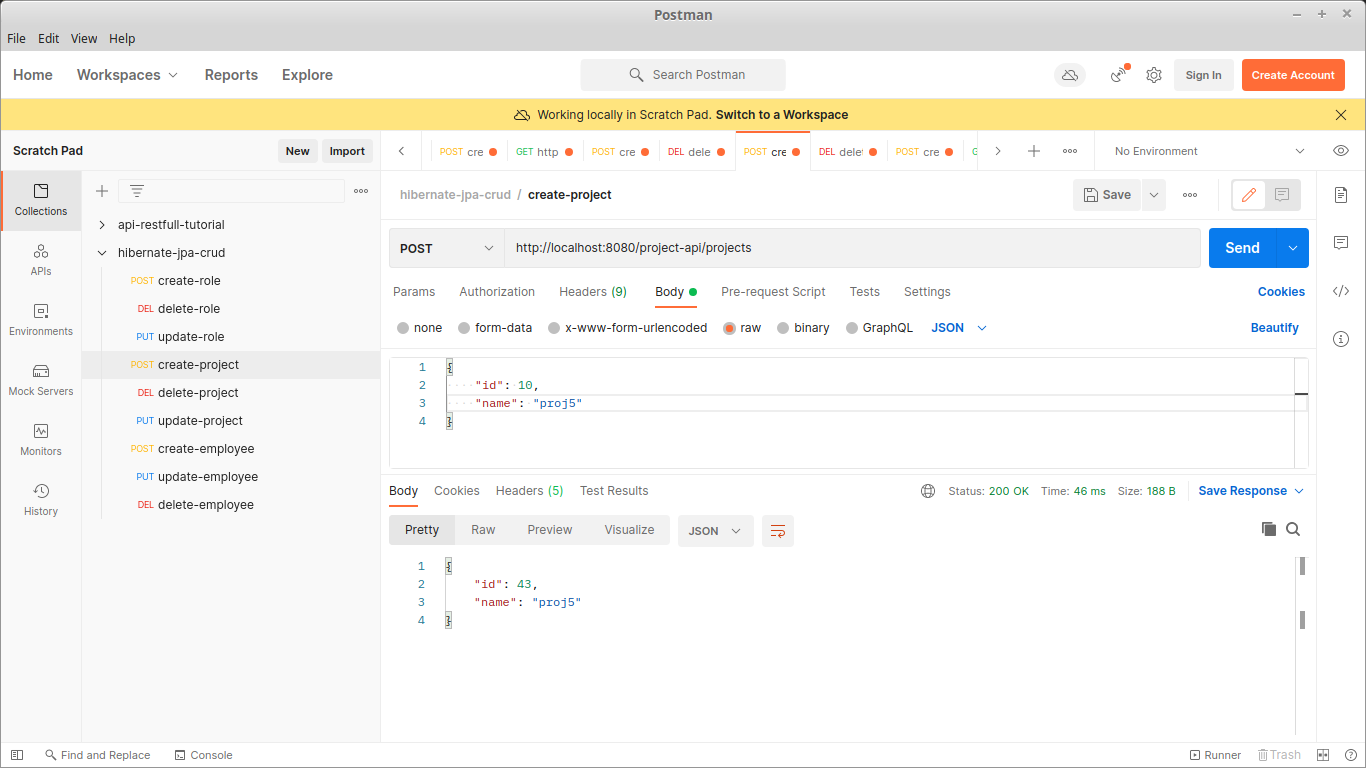 Postman
File Edit View Help
Home Workspaces Reports Explore Search Postman Sign In Create Account
Working locally in Scratch Pad. Switch to a Workspace
Scratch Pad New Import
POST cre GET http POST cre DEL dele POST cre DEL delet POST cre G No Environment
Collections
APIs
Environments
Mock Servers
Monitors
History
api-restfull-tutorial
hibernate-jpa-crud
POST create-role
DEL delete-role
PUT update-role
POST create-project
DEL delete-project
PUT update-project
POST create-employee
PUT update-employee
DEL delete-employee
hibernate-jpa-crud / create-project Save
POST http://localhost:8080/project-api/projects Send
Params Authorization Headers (9) Body Pre-request Script Tests Settings Cookies
none form-data x-www-form-urlencoded raw binary GraphQL JSON Beautify
1 {
2 "id": 10,
3 "name": "proj5"
4 }
Body Cookies Headers (5) Test Results Status: 200 OK Time: 46 ms Size: 188 B Save Response
Pretty Raw Preview Visualize JSON
1 {
2 "id": 43,
3 "name": "proj5"
4 }
Find and Replace Console Runner Trash